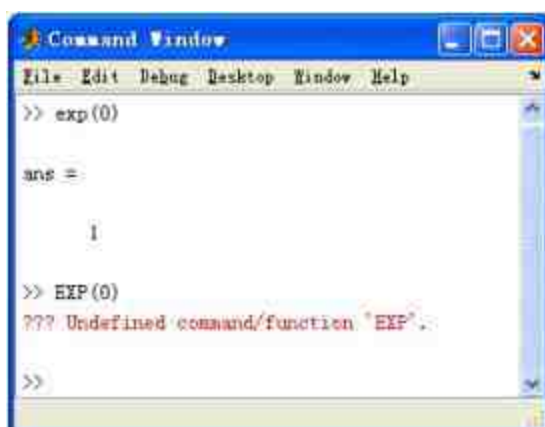 Command Window
File Edit Debug Desktop Window Help
>> exp(0)
ans =
1
>> EXP(0)
??? Undefined command/function 'EXP'.
>>